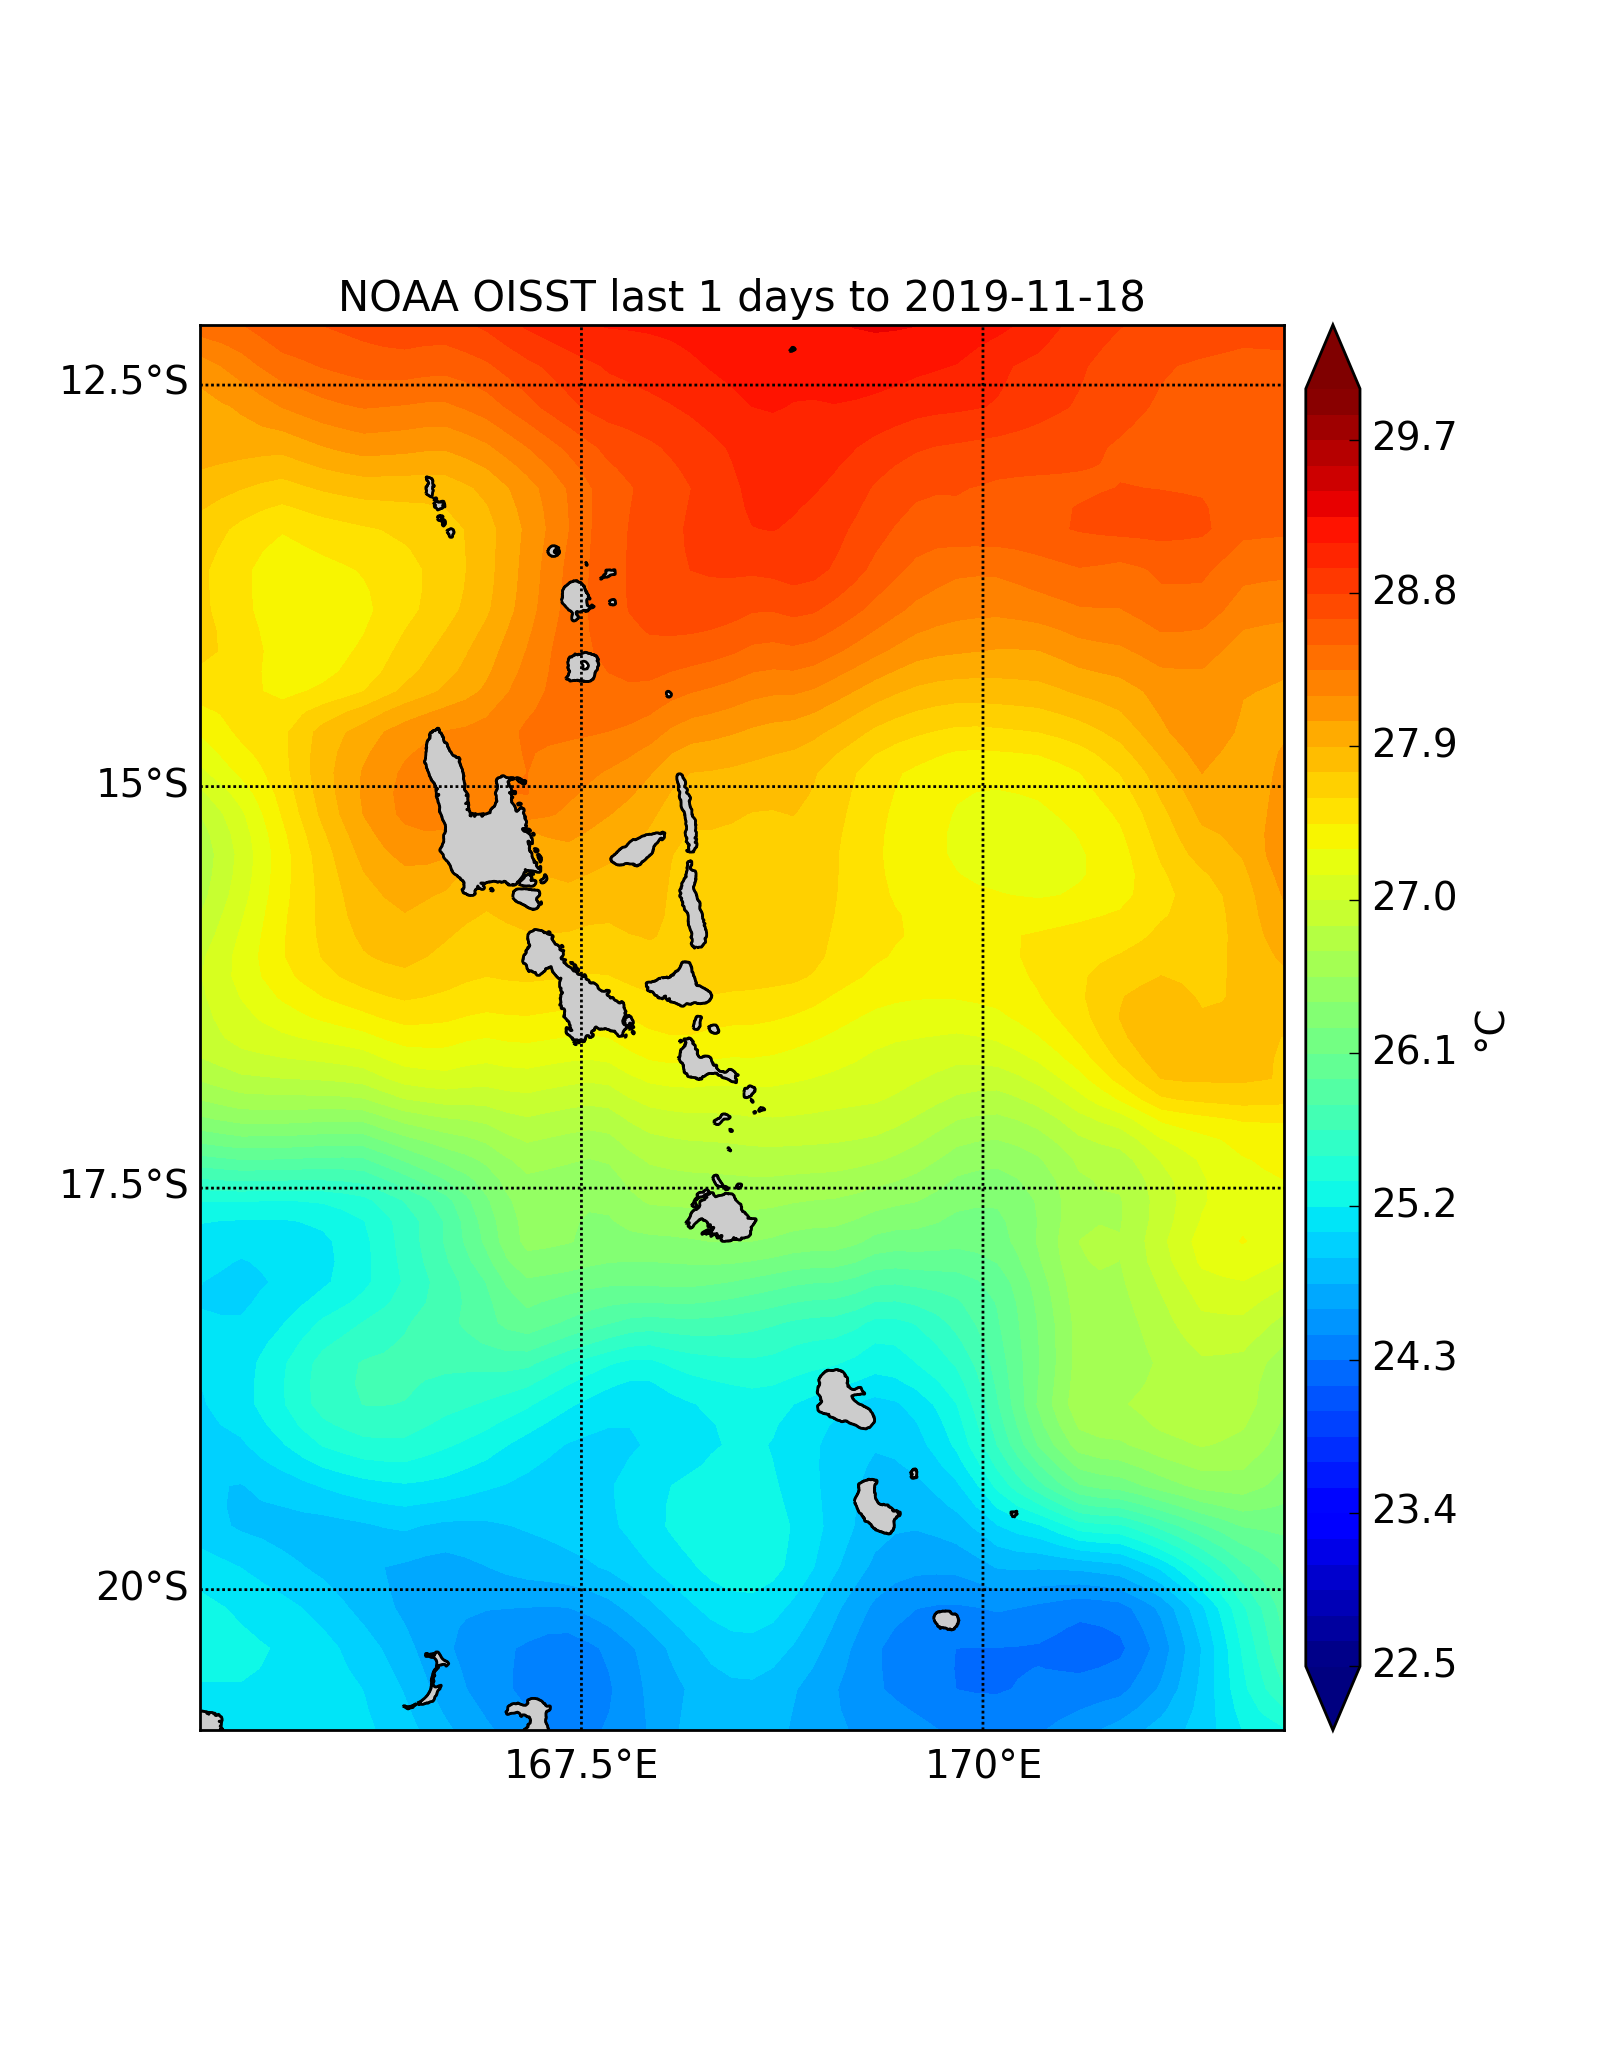 NOAA OISST last 1 days to 2019-11-18
12.5°S
15°S
17.5°S
20°S
167.5°E
170°E
29.7
28.8
27.9
27.0
26.1
25.2
24.3
23.4
22.5
°C